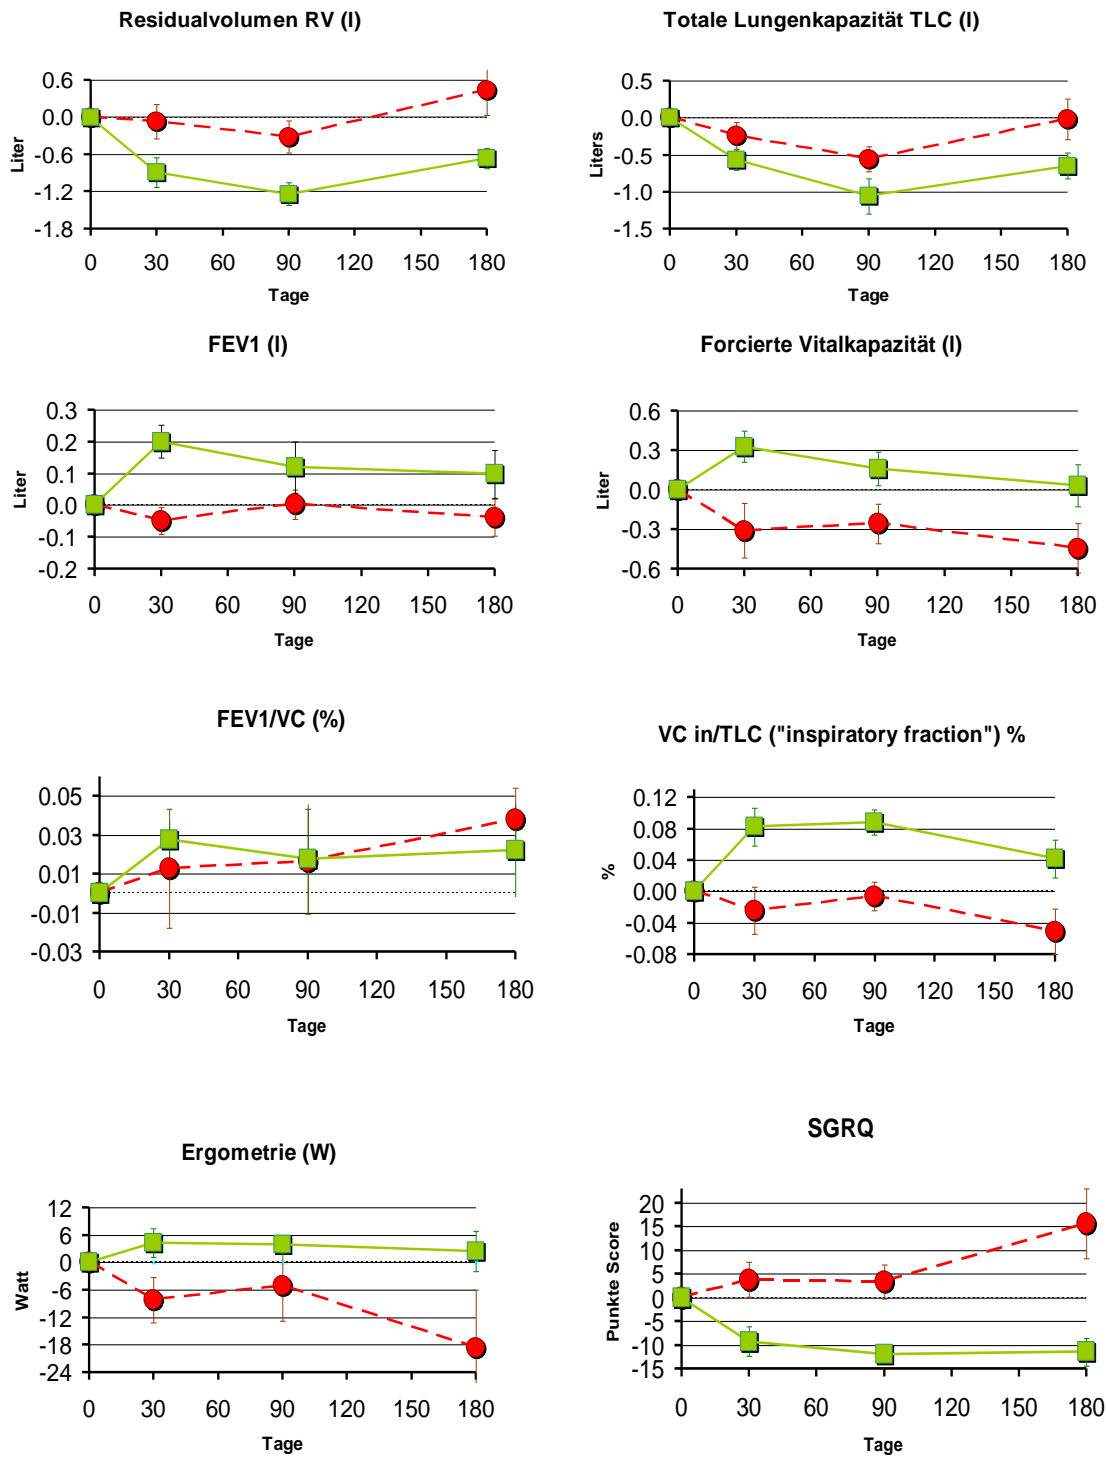 Residualvolumen RV (l)
0.6
0.0
-0.6
-1.2
-1.8
Liter
0 30 60 90 120 150 180
Tage
Totale Lungenkapazität TLC (l)
0.5
0.0
-0.5
-1.0
-1.5
Liters
0 30 60 90 120 150 180
Tage
FEV1 (l)
0.3
0.2
0.1
0.0
-0.1
-0.2
Liter
0 30 60 90 120 150 180
Tage
Forcierte Vitalkapazität (l)
0.6
0.3
0.0
-0.3
-0.6
Liter
0 30 60 90 120 150 180
Tage
FEV1/VC (%)
0.05
0.03
0.01
-0.01
-0.03
0 30 60 90 120 150 180
Tage
VC in/TLC ("inspiratory fraction") %
0.12
0.08
0.04
0.00
-0.04
-0.08
%
0 30 60 90 120 150 180
Tage
Ergometrie (W)
12
6
0
-6
-12
-18
-24
Watt
0 30 60 90 120 150 180
Tage
SGRQ
20
15
10
5
0
-5
-10
-15
Punkte Score
0 30 60 90 120 150 180
Tage